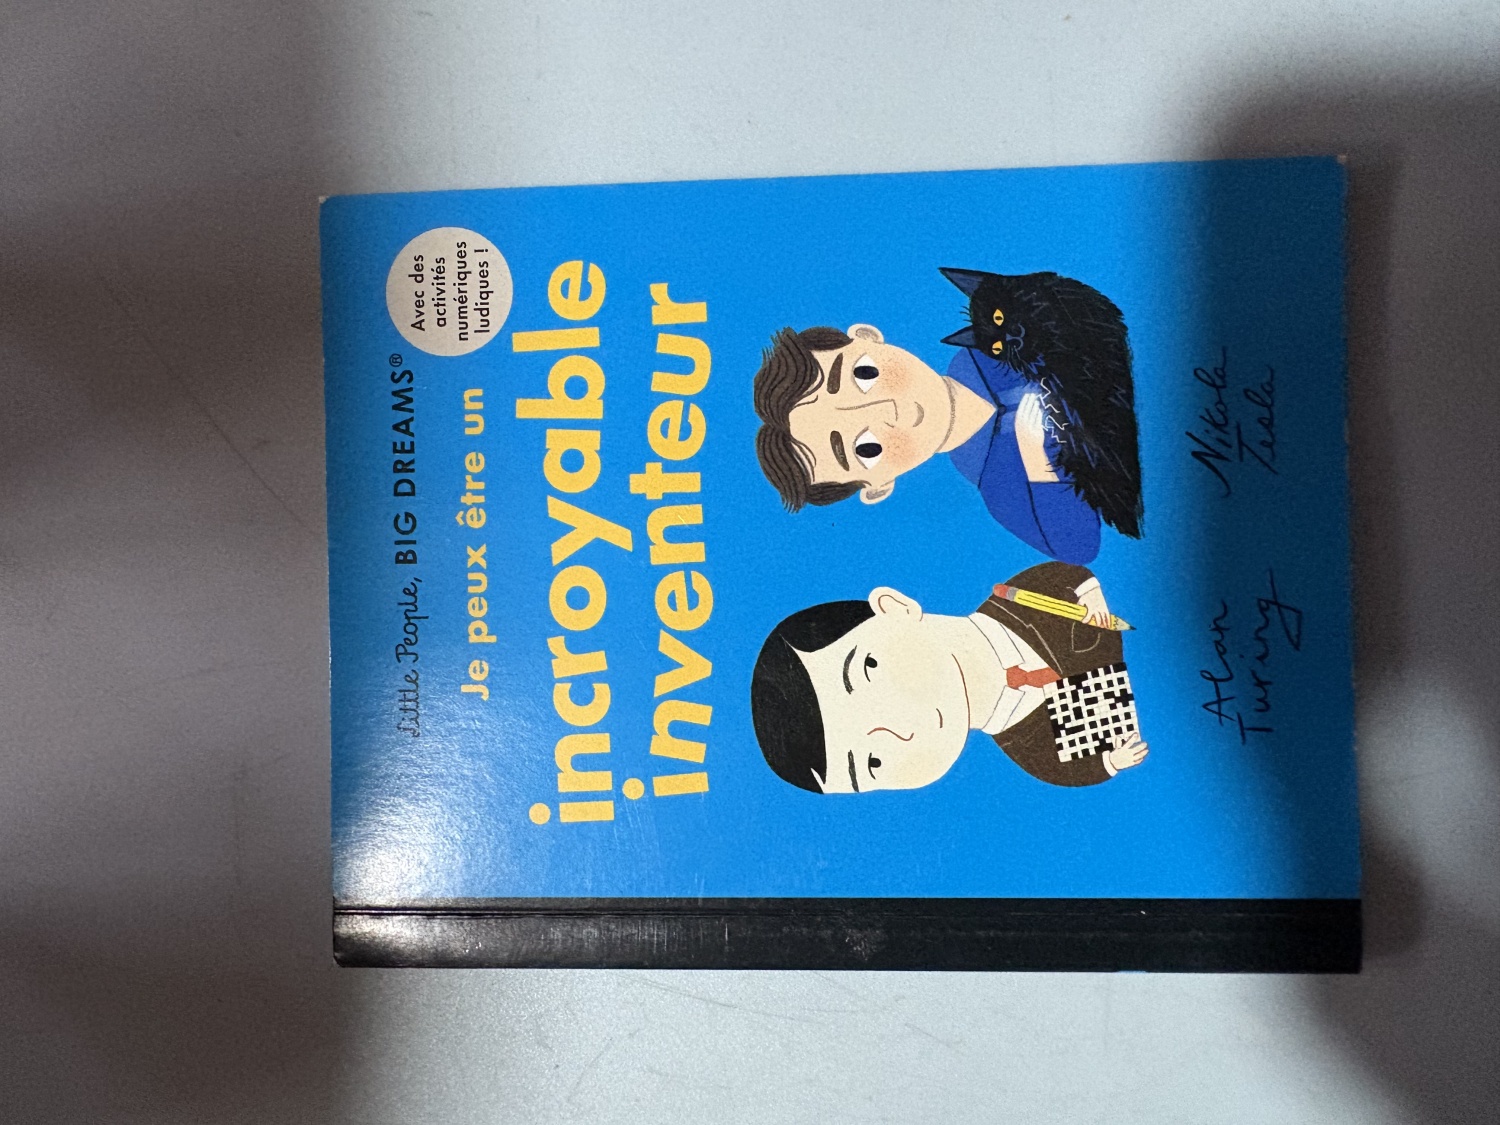 Little People, BIG DREAMS®
Avec des
activités
numériques
ludiques !
Je peux être un
incroyable
inventeur
Alan
Turing
Nikola
Tesla